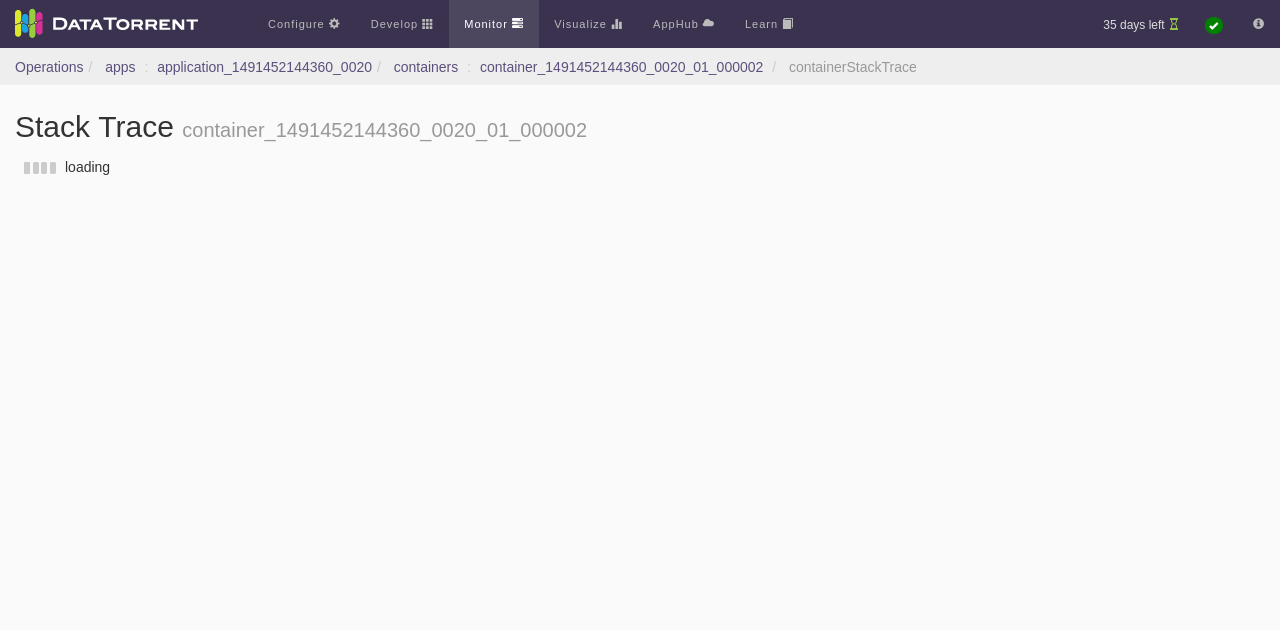 DATATORRENT Configure Develop Monitor Visualize AppHub Learn 35 days left
Operations / apps : application_1491452144360_0020 / containers : container_1491452144360_0020_01_000002 / containerStackTrace
Stack Trace container_1491452144360_0020_01_000002
loading